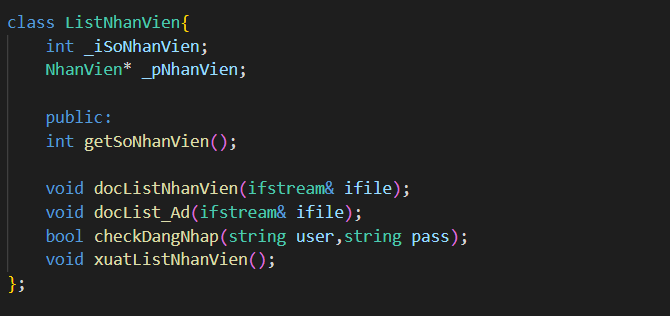 class ListNhanVien{
int _iSoNhanVien;
NhanVien* _pNhanVien;
public:
int getSoNhanVien();
void docListNhanVien(ifstream& ifile);
void docList_Ad(ifstream& ifile);
bool checkDangNhap(string user,string pass);
void xuatListNhanVien();
};